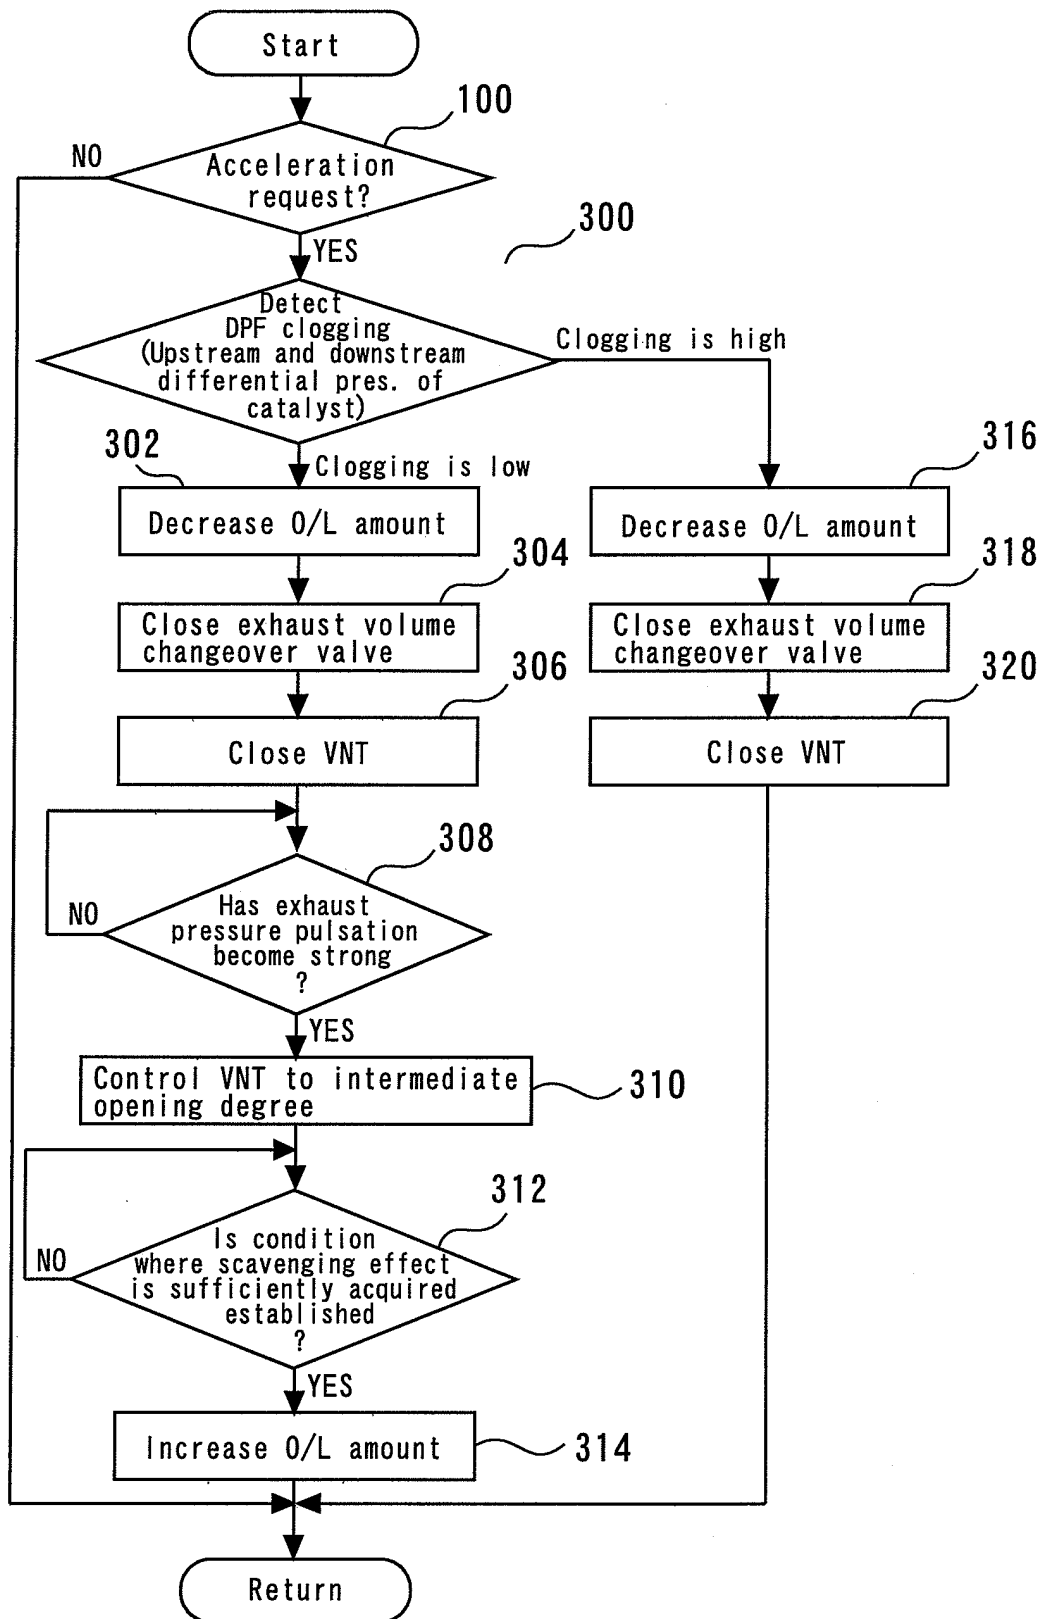 Start
100
NO
Acceleration
request?
300
YES
Detect
DPF clogging
(Upstream and downstream
differential pres. of
catalyst)
Clogging is high
302
Clogging is low
316
Decrease O/L amount
Decrease O/L amount
304
318
Close exhaust volume
changeover valve
Close exhaust volume
changeover valve
306
320
Close VNT
Close VNT
308
NO
Has exhaust
pressure pulsation
become strong
?
YES
Control VNT to intermediate
opening degree
310
312
NO
Is condition
where scavenging effect
is sufficiently acquired
established
?
YES
Increase O/L amount
314
Return